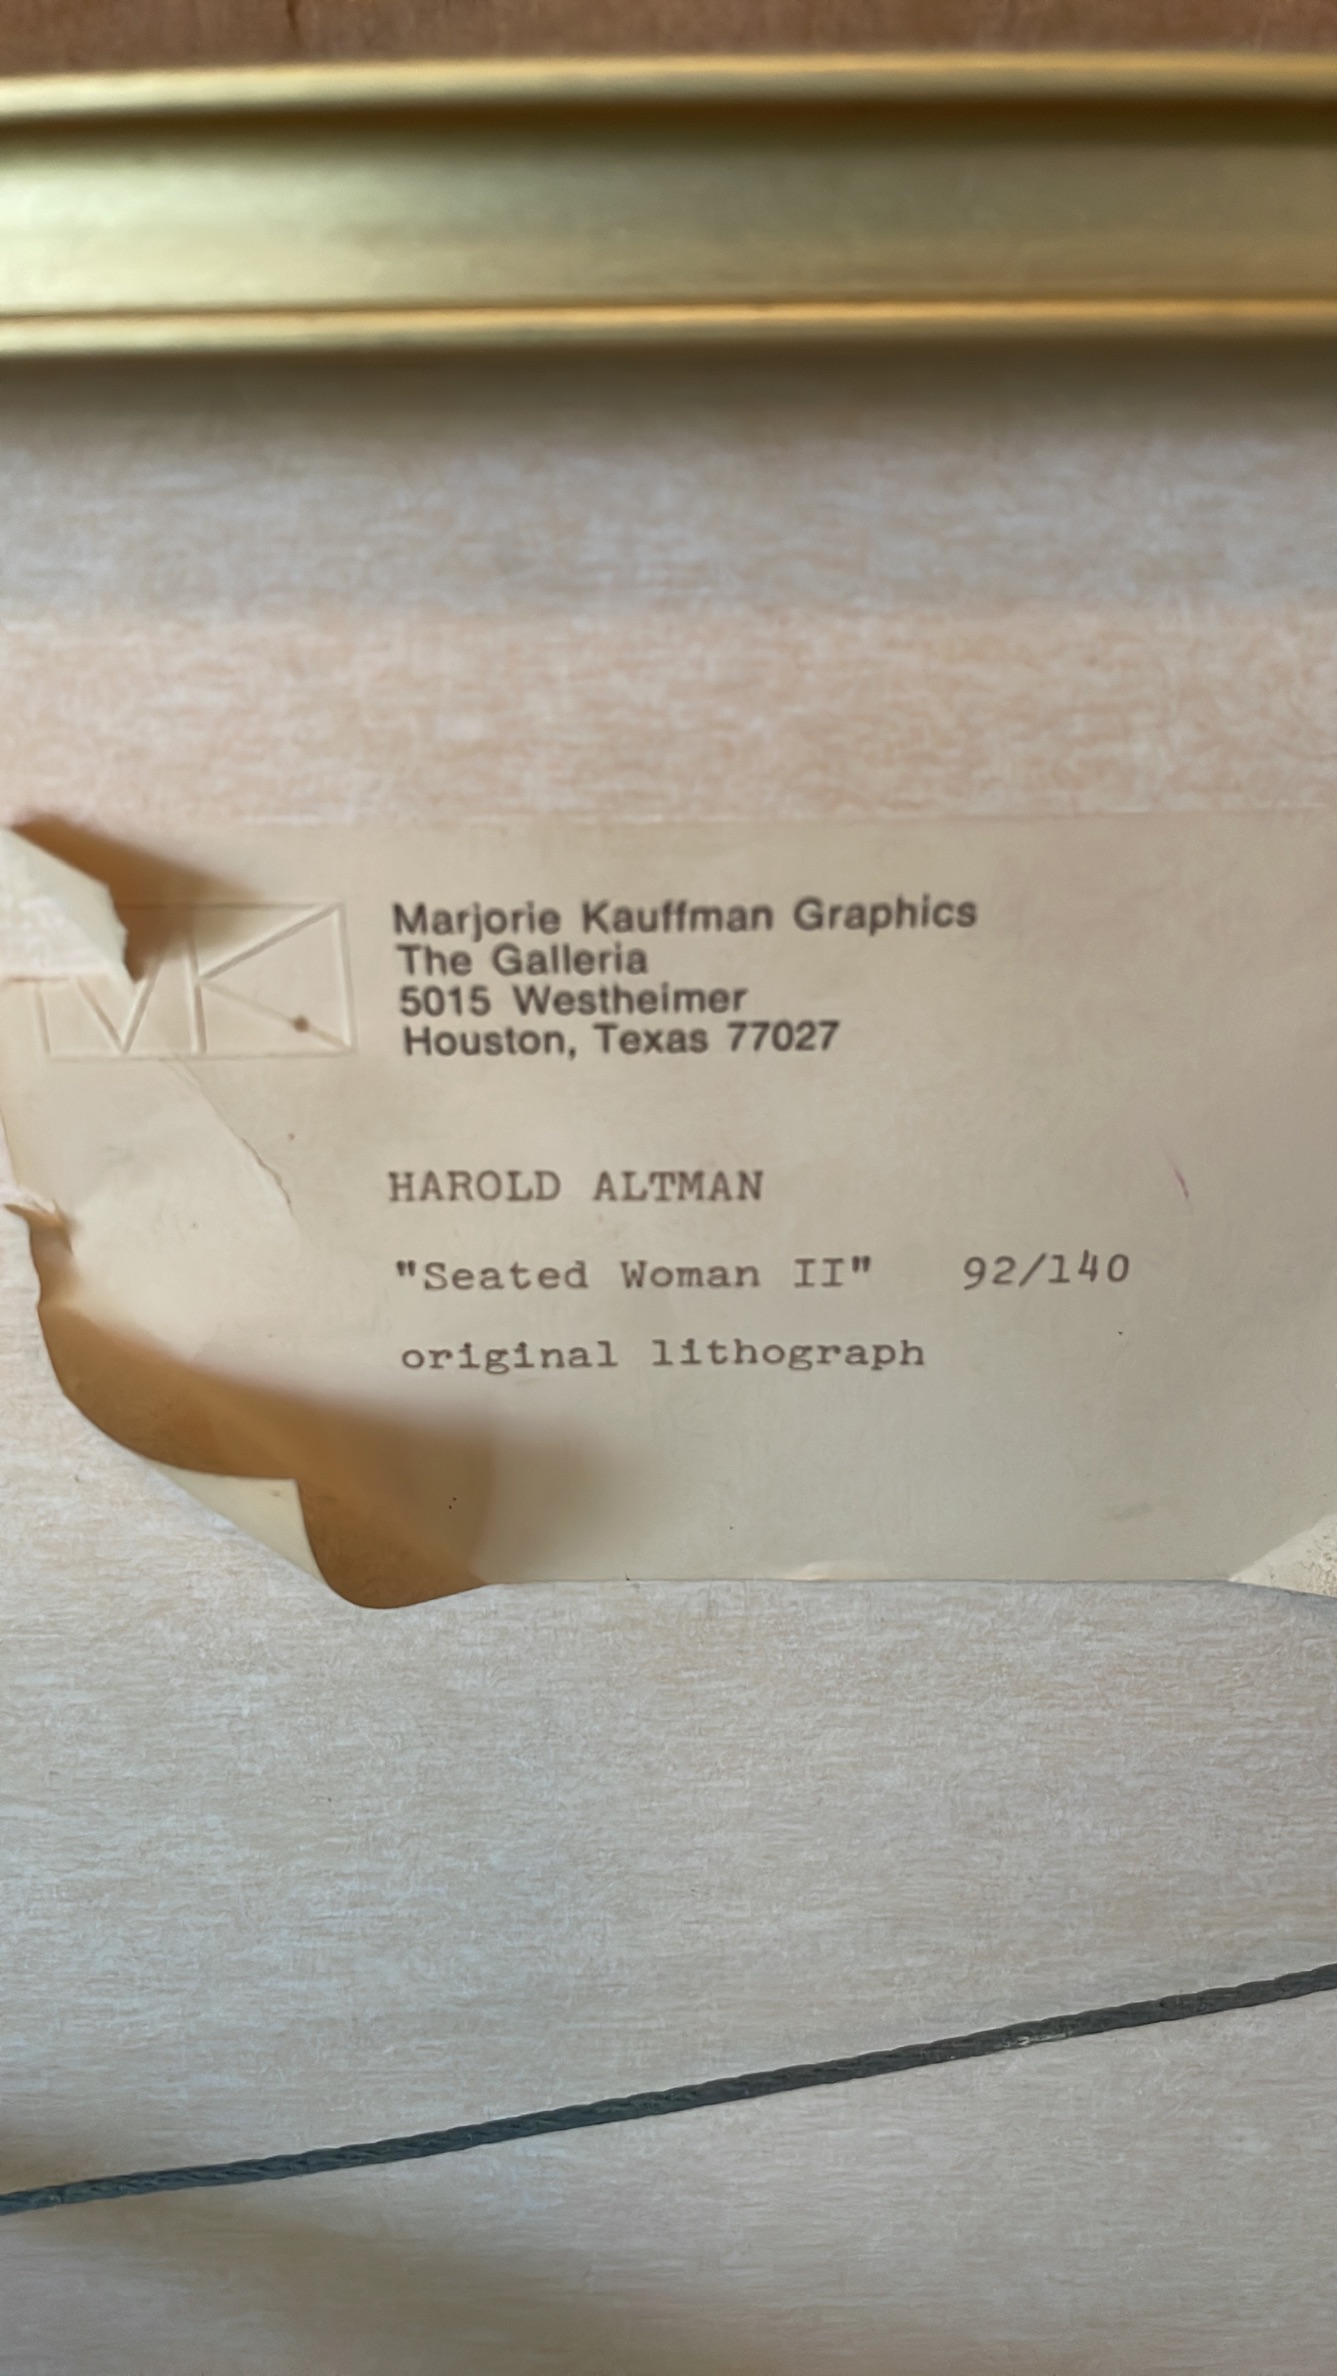 MK
Marjorie Kauffman Graphics
The Galleria
5015 Westheimer
Houston, Texas 77027
HAROLD ALTMAN
"Seated Woman II" 92/140
original lithograph